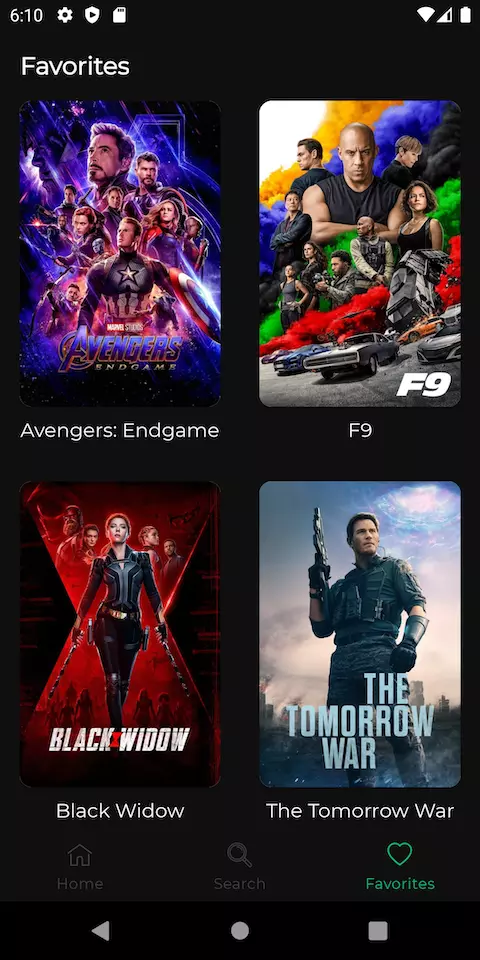 6:10
Favorites
MARVEL STUDIOS
AVENGERS
ENDGAME
F9
Avengers: Endgame
F9
BLACK WIDOW
THE
TOMORROW
WAR
Black Widow
The Tomorrow War
Home
Search
Favorites